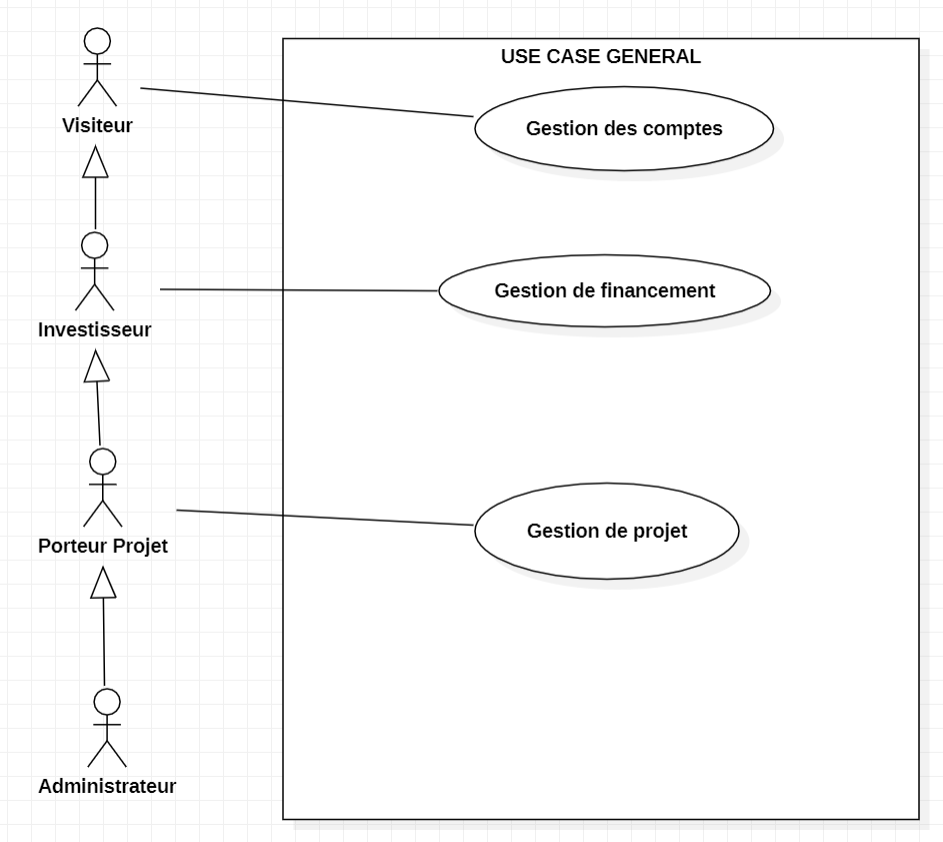 USE CASE GENERAL
Visiteur
Gestion des comptes
Investisseur
Gestion de financement
Porteur Projet
Gestion de projet
Administrateur